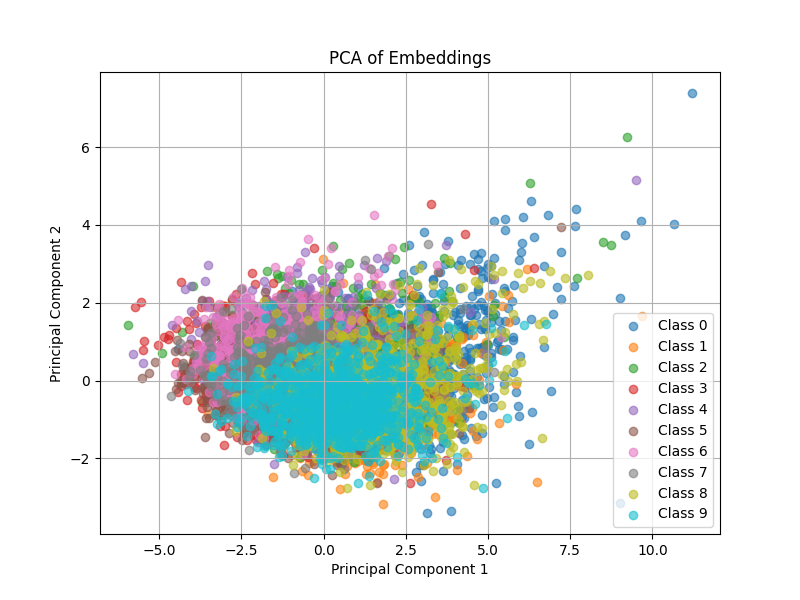 PCA of Embeddings
Principal Component 2
6
4
2
0
−2
−5.0 −2.5 0.0 2.5 5.0 7.5 10.0
Principal Component 1
Class 0
Class 1
Class 2
Class 3
Class 4
Class 5
Class 6
Class 7
Class 8
Class 9